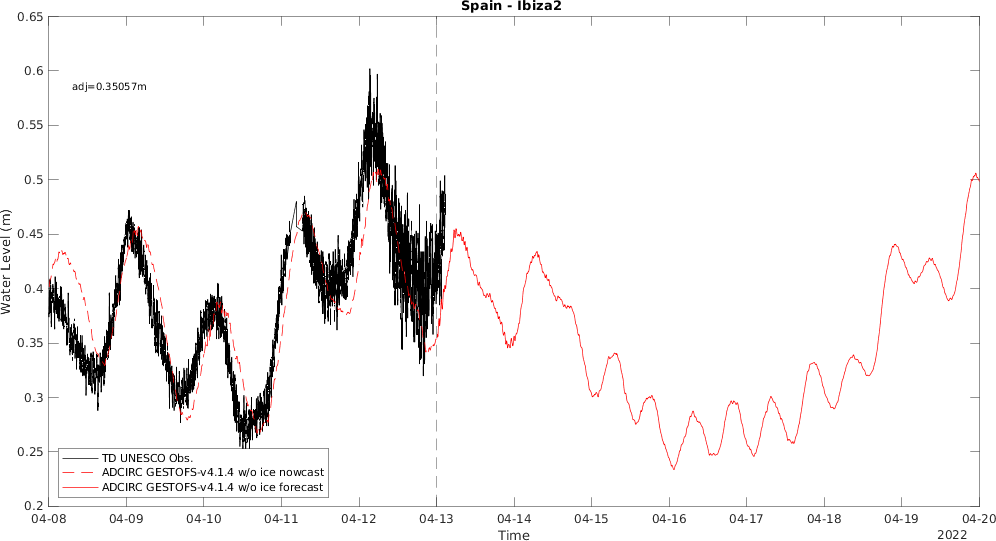 Spain - Ibiza2
0.65
0.6
0.55
0.5
0.45
0.4
0.35
0.3
0.25
0.2
Water Level (m)
adj=0.35057m
TD UNESCO Obs.
ADCIRC GESTOFS-v4.1.4 w/o ice nowcast
ADCIRC GESTOFS-v4.1.4 w/o ice forecast
04-08 04-09 04-10 04-11 04-12 04-13 04-14 04-15 04-16 04-17 04-18 04-19 04-20
Time
2022